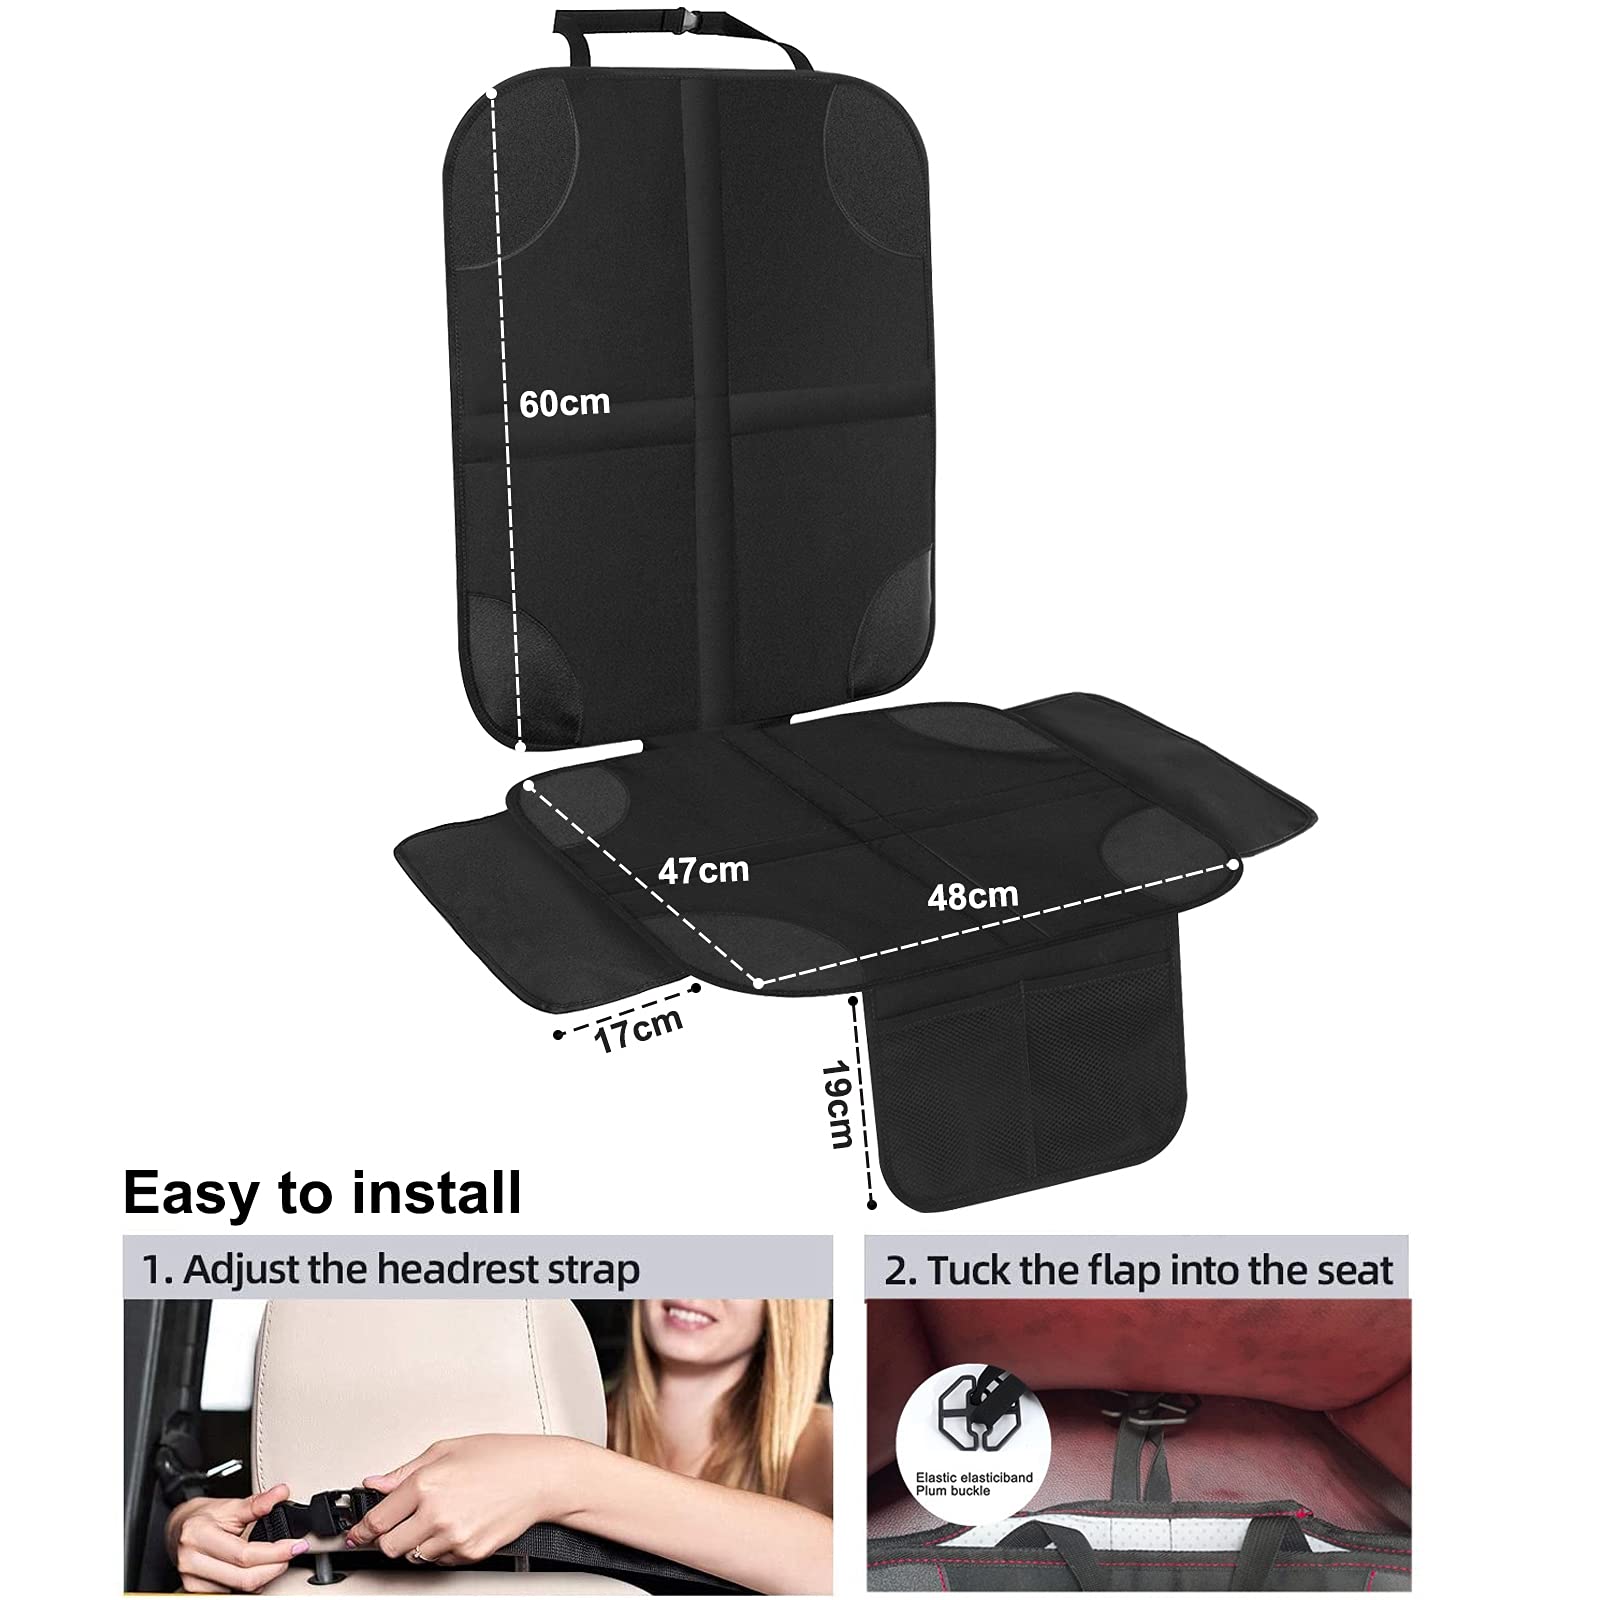 60cm
47cm
48cm
17cm
19cm
Easy to install
1. Adjust the headrest strap
2. Tuck the flap into the seat
Elastic elasticiband
Plum buckle